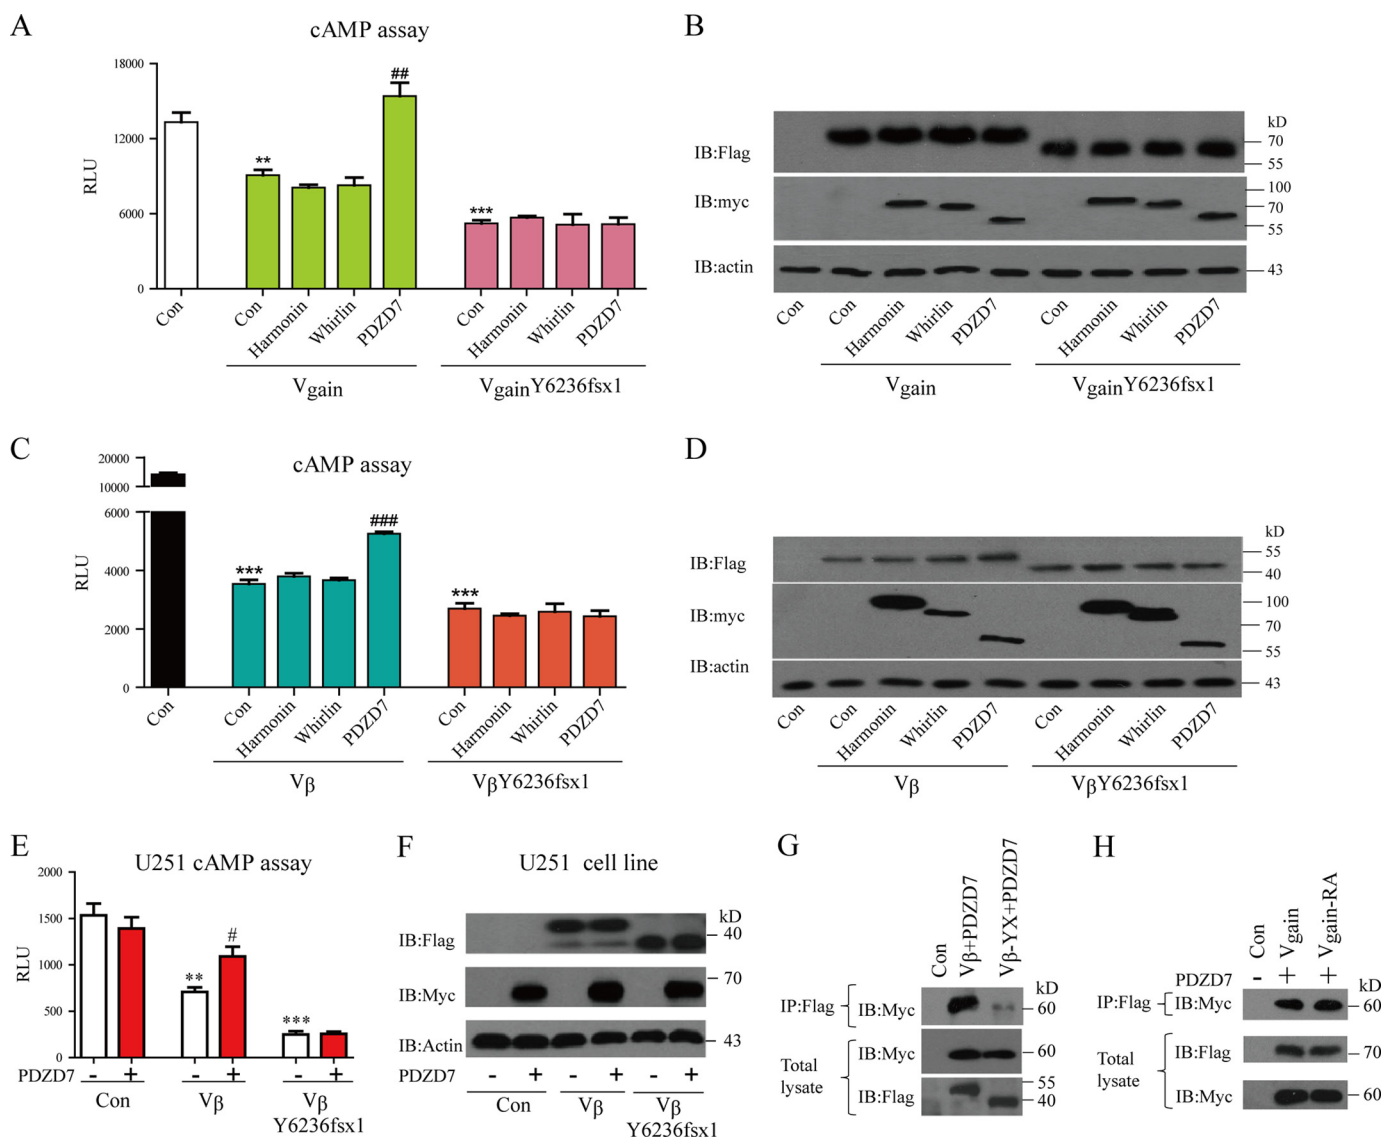 A
cAMP assay
18000
12000
6000
0
RLU
**
##
***
Con
Con
Harmonin
Whirlin
PDZD7
Con
Harmonin
Whirlin
PDZD7
Vgain
VgainY6236fsx1
B
kD
IB:Flag
70
55
IB:myc
100
70
55
IB:actin
43
Con
Con
Harmonin
Whirlin
PDZD7
Con
Harmonin
Whirlin
PDZD7
Vgain
VgainY6236fsx1
C
cAMP assay
20000
10000
6000
4000
2000
0
RLU
***
###
***
Con
Con
Harmonin
Whirlin
PDZD7
Con
Harmonin
Whirlin
PDZD7
Vβ
VβY6236fsx1
D
kD
IB:Flag
55
40
IB:myc
100
70
55
IB:actin
43
Con
Con
Harmonin
Whirlin
PDZD7
Con
Harmonin
Whirlin
PDZD7
Vβ
VβY6236fsx1
E
U251 cAMP assay
2000
1500
1000
500
0
RLU
**
#
***
PDZD7 - + - + - +
Con
Vβ
Vβ
Y6236fsx1
F
U251 cell line
kD
IB:Flag
40
IB:Myc
70
IB:Actin
43
PDZD7 - + - + - +
Con
Vβ
Vβ
Y6236fsx1
G
Con
Vβ+PDZD7
Vβ-YX+PDZD7
kD
IP:Flag
IB:Myc
60
Total
lysate
IB:Myc
60
IB:Flag
55
40
H
Con
Vgain
Vgain-RA
PDZD7 - + +
kD
IP:Flag
IB:Myc
60
Total
lysate
IB:Flag
70
IB:Myc
60